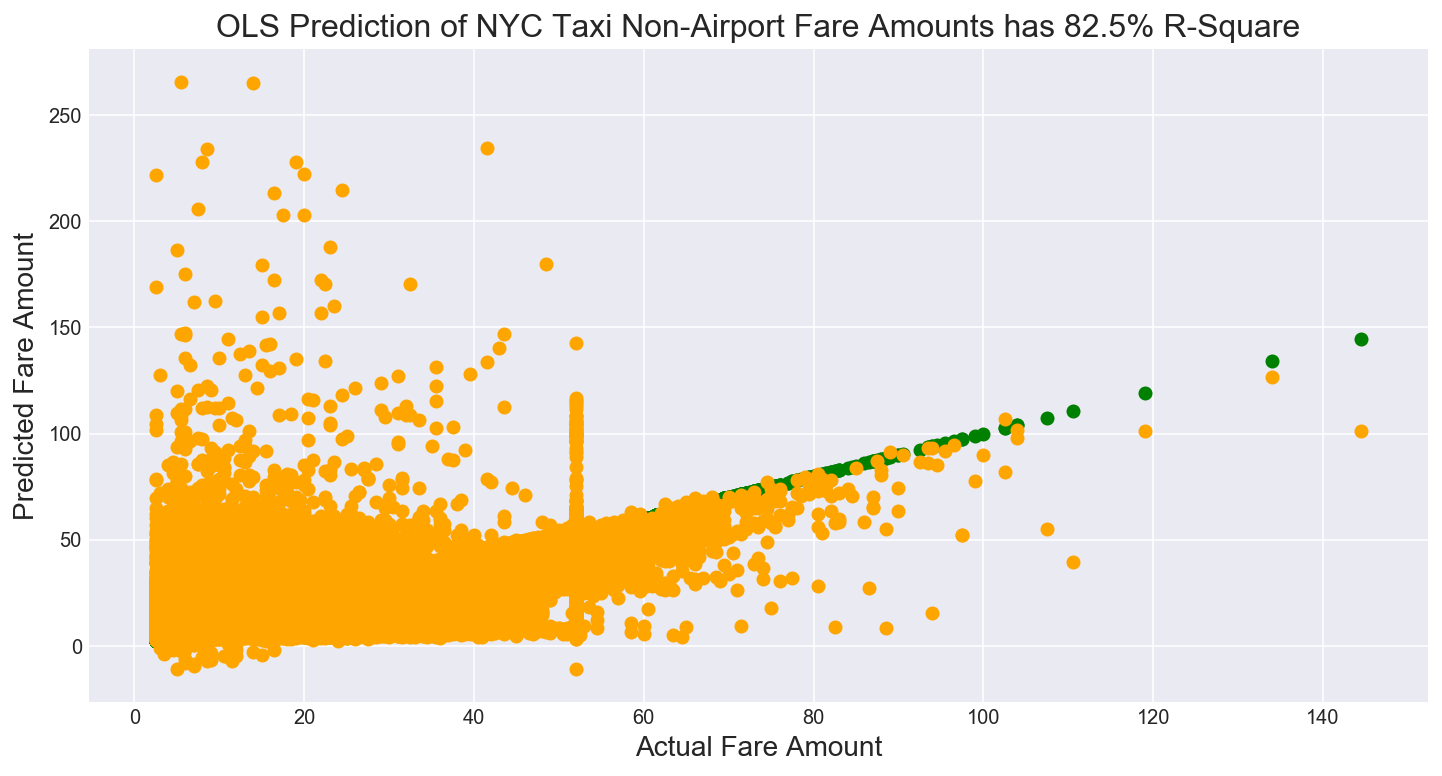 OLS Prediction of NYC Taxi Non-Airport Fare Amounts has 82.5% R-Square
Predicted Fare Amount
250
200
150
100
50
0
0 20 40 60 80 100 120 140
Actual Fare Amount